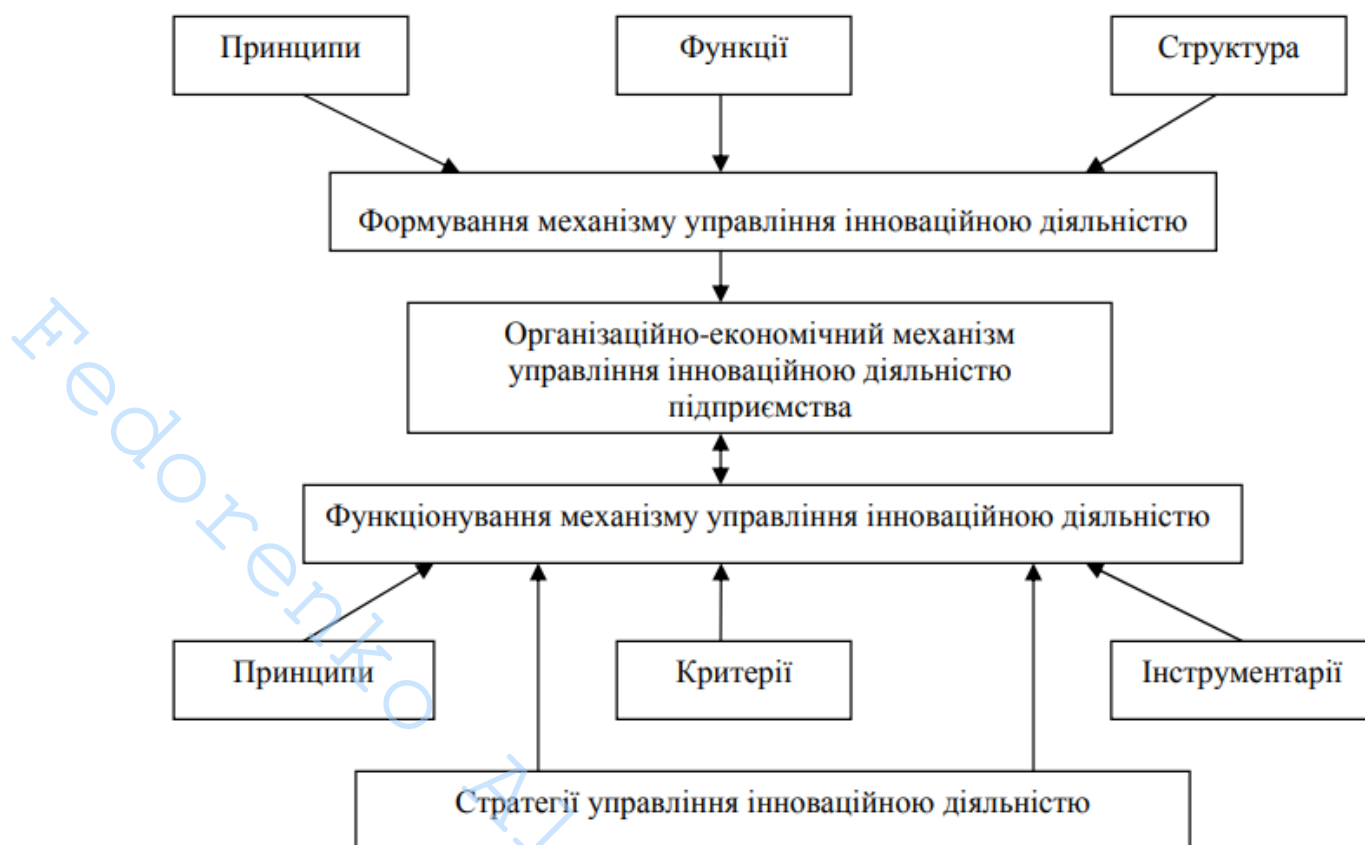 Принципи
Функції
Структура
Формування механізму управління інноваційною діяльністю
Організаційно-економічний механізм
управління інноваційною діяльністю
підприємства
Функціонування механізму управління інноваційною діяльністю
Принципи
Критерії
Інструментарії
Стратегії управління інноваційною діяльністю
Fedorenko